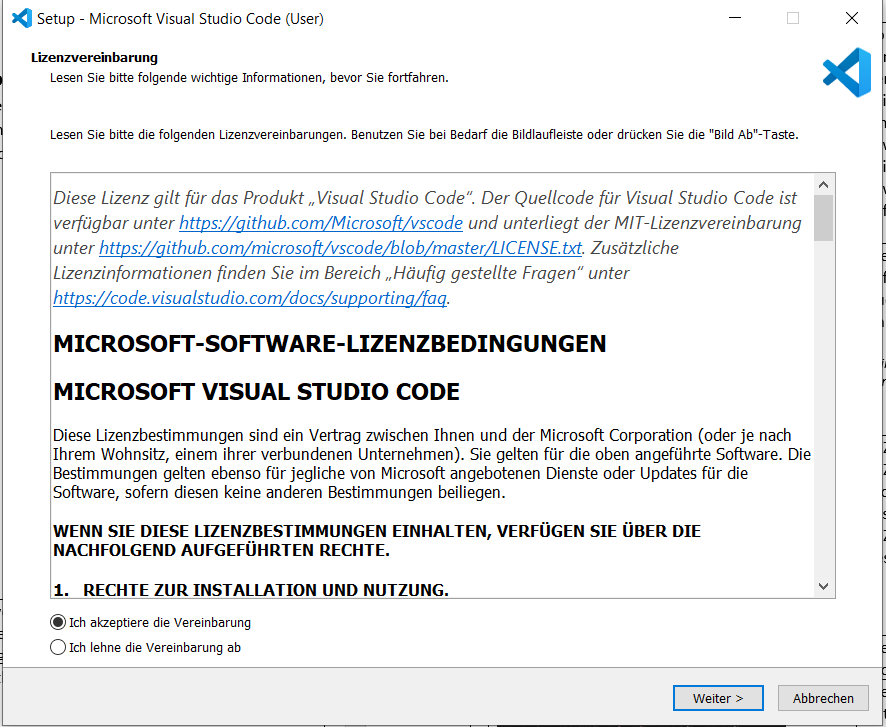 Setup - Microsoft Visual Studio Code (User)
Lizenzvereinbarung
Lesen Sie bitte folgende wichtige Informationen, bevor Sie fortfahren.
Lesen Sie bitte die folgenden Lizenzvereinbarungen. Benutzen Sie bei Bedarf die Bildlaufleiste oder drücken Sie die "Bild Ab"-Taste.
Diese Lizenz gilt für das Produkt „Visual Studio Code“. Der Quellcode für Visual Studio Code ist
verfügbar unter https://github.com/Microsoft/vscode und unterliegt der MIT-Lizenzvereinbarung
unter https://github.com/microsoft/vscode/blob/master/LICENSE.txt. Zusätzliche
Lizenzinformationen finden Sie im Bereich „Häufig gestellte Fragen“ unter
https://code.visualstudio.com/docs/supporting/faq.
MICROSOFT-SOFTWARE-LIZENZBEDINGUNGEN
MICROSOFT VISUAL STUDIO CODE
Diese Lizenzbestimmungen sind ein Vertrag zwischen Ihnen und der Microsoft Corporation (oder je nach
Ihrem Wohnsitz, einem ihrer verbundenen Unternehmen). Sie gelten für die oben angeführte Software. Die
Bestimmungen gelten ebenso für jegliche von Microsoft angebotenen Dienste oder Updates für die
Software, sofern diesen keine anderen Bestimmungen beiliegen.
WENN SIE DIESE LIZENZBESTIMMUNGEN EINHALTEN, VERFÜGEN SIE ÜBER DIE
NACHFOLGEND AUFGEFÜHRTEN RECHTE.
1. RECHTE ZUR INSTALLATION UND NUTZUNG.
Ich akzeptiere die Vereinbarung
Ich lehne die Vereinbarung ab
Weiter >
Abbrechen